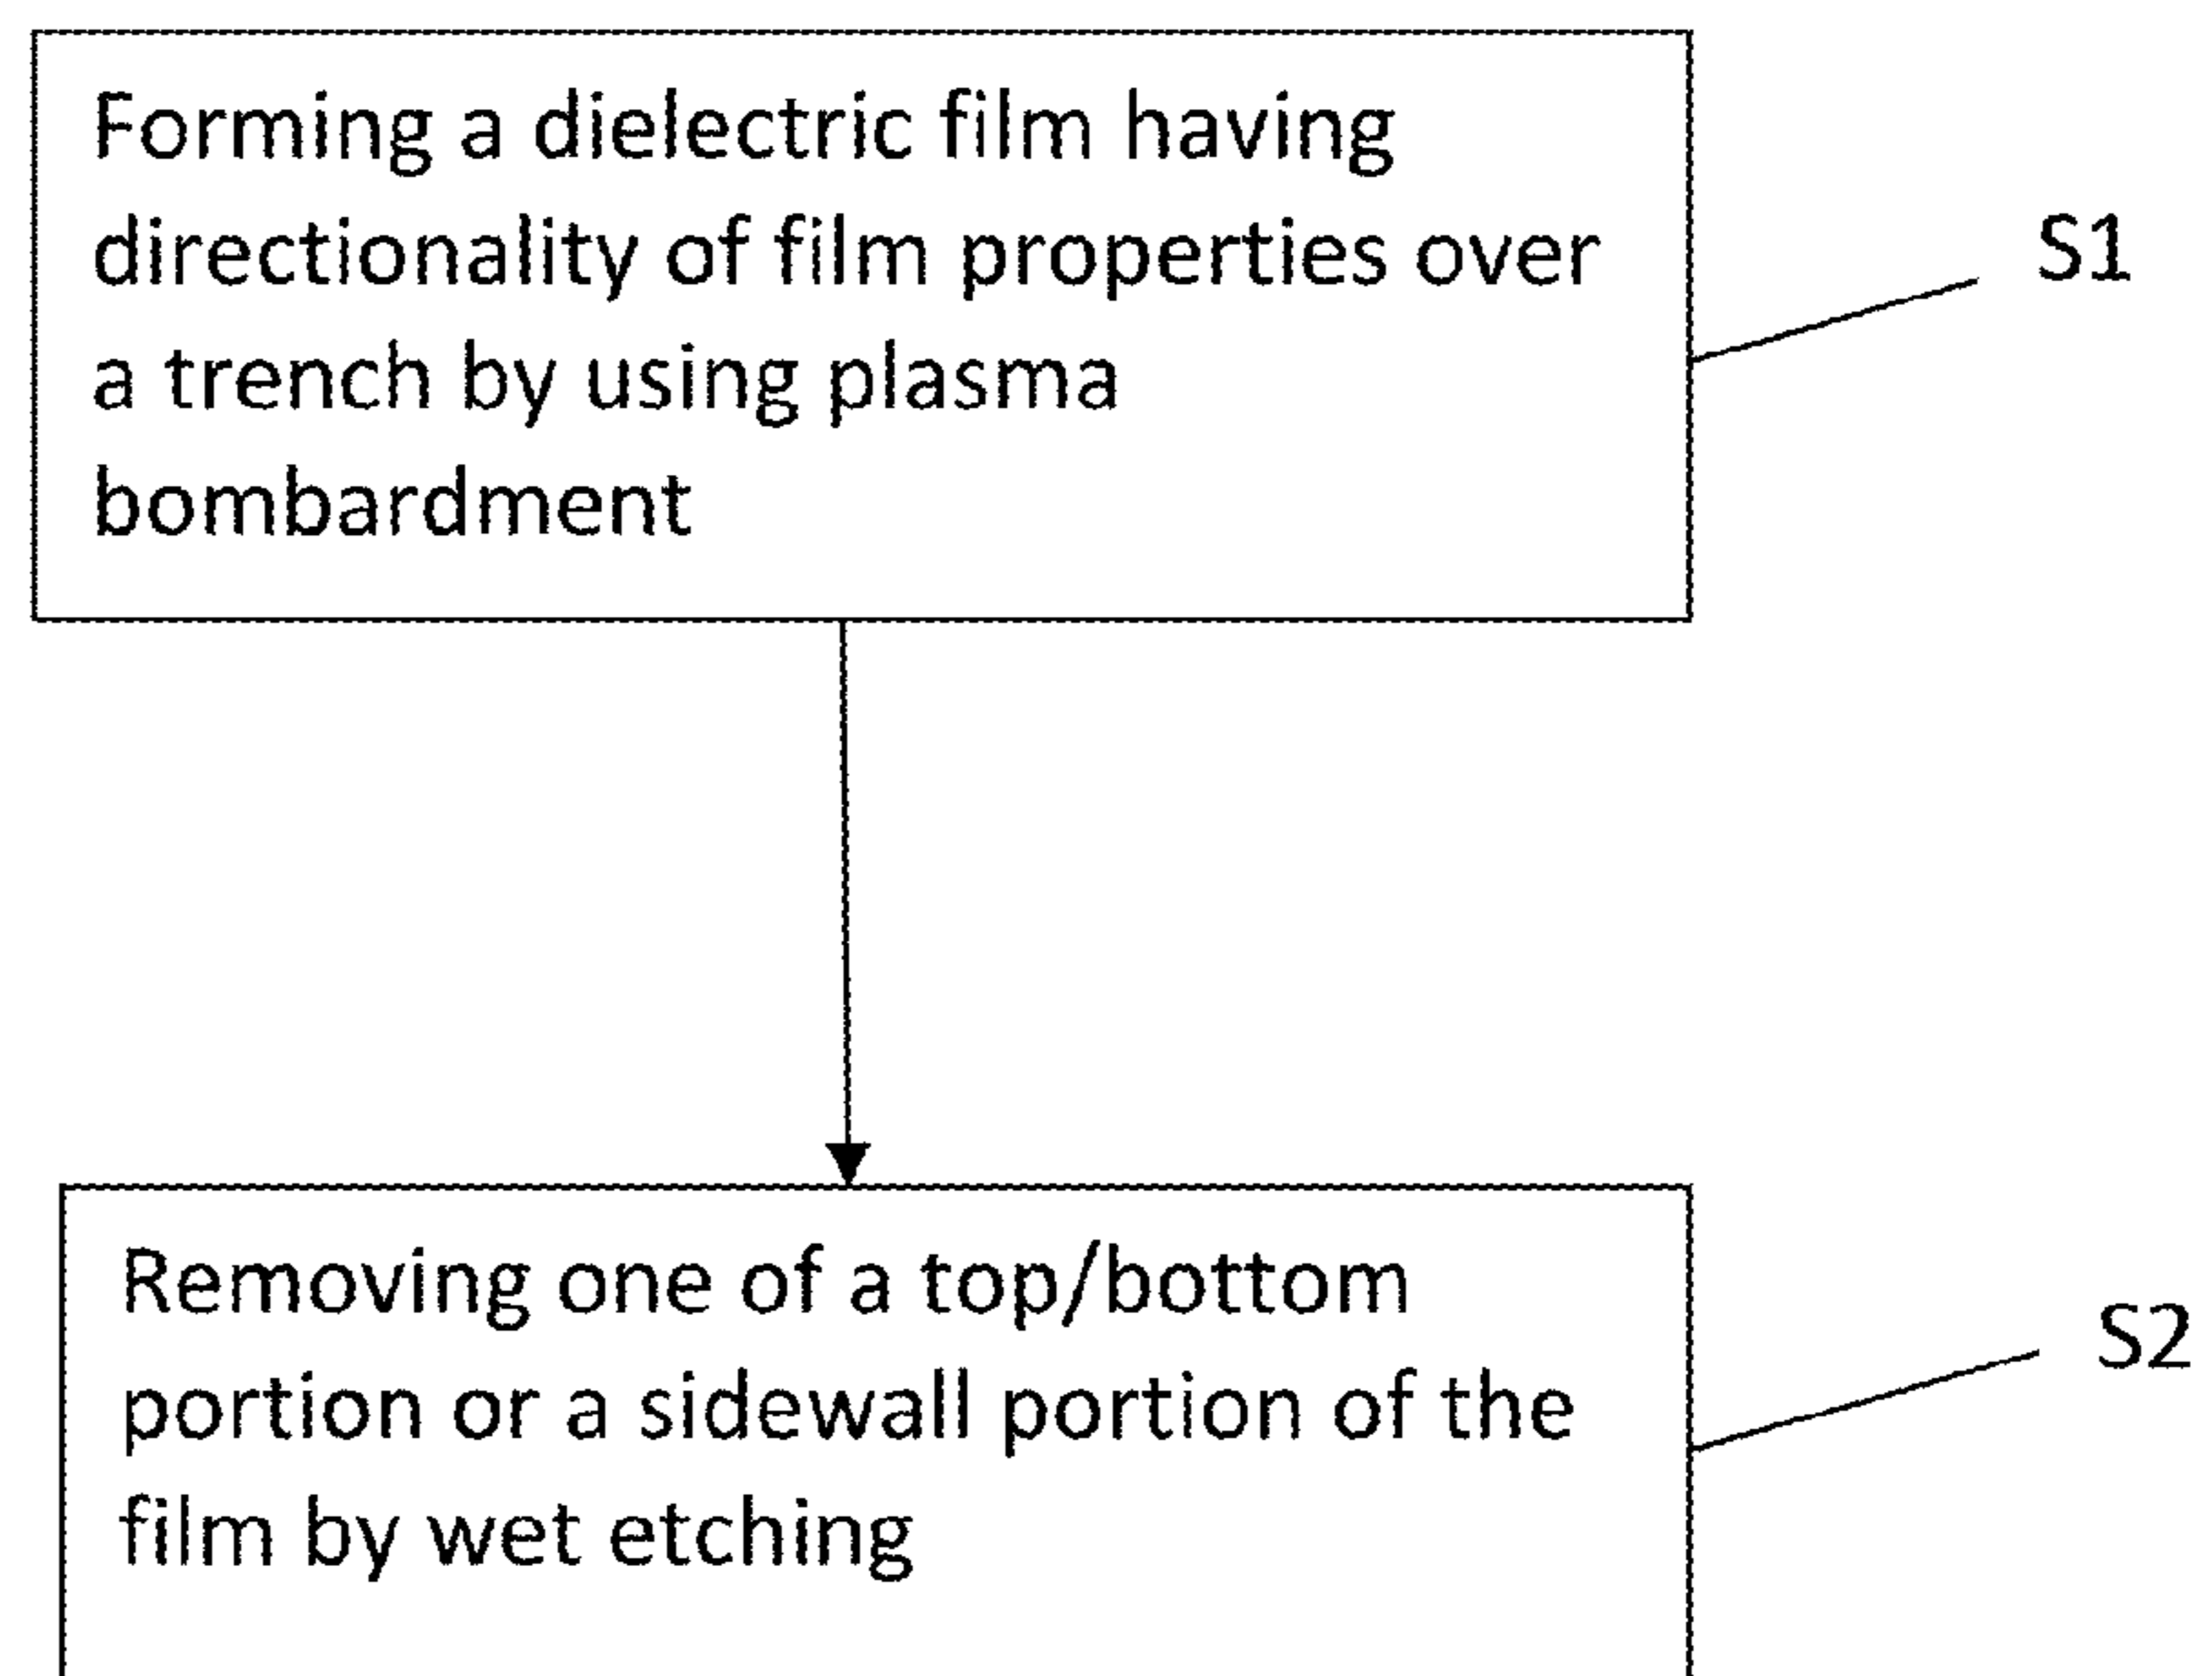 Forming a dielectric film having
directionality of film properties over
a trench by using plasma
bombardment
S1
Removing one of a top/bottom
portion or a sidewall portion of the
film by wet etching
S2